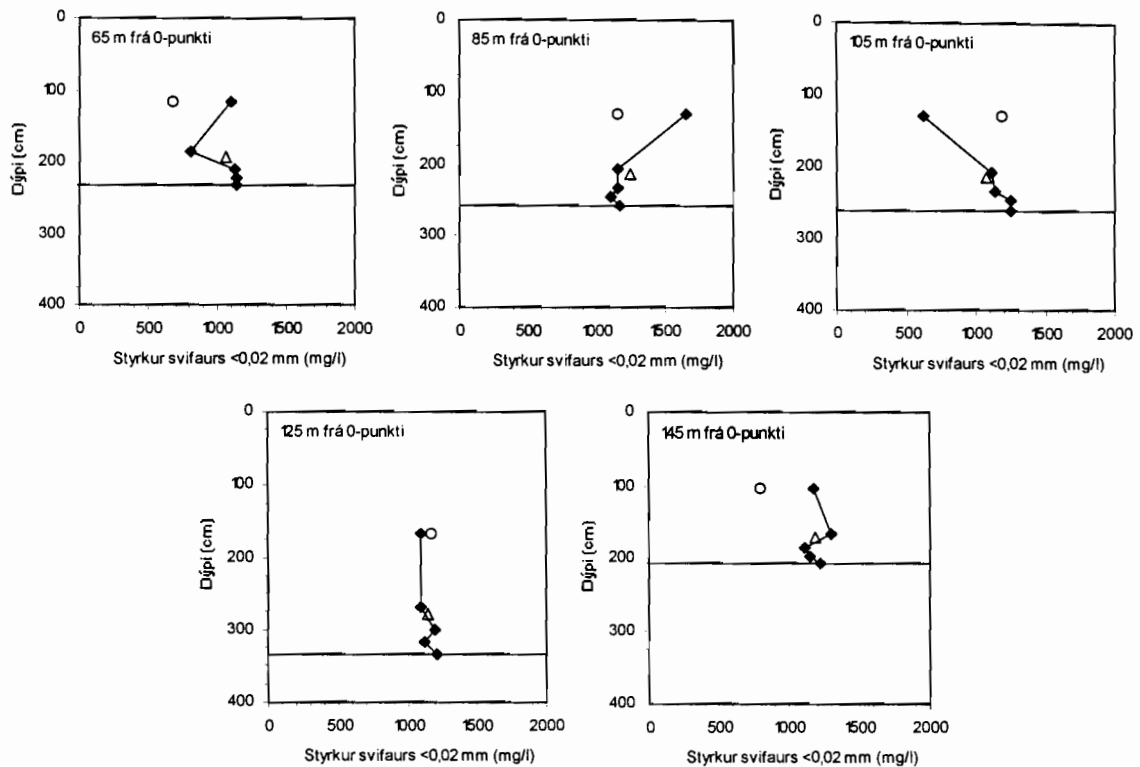 65 m frá 0-punkti
0
100
200
300
400
Dýpi (cm)
0 500 1000 1500 2000
Styrkur svifaurs <0,02 mm (mg/l)
85 m frá 0-punkti
0
100
200
300
400
Dýpi (cm)
0 500 1000 1500 2000
Styrkur svifaurs <0,02 mm (mg/l)
105 m frá 0-punkti
0
100
200
300
400
Dýpi (cm)
0 500 1000 1500 2000
Styrkur svifaurs <0,02 mm (mg/l)
125 m frá 0-punkti
0
100
200
300
400
Dýpi (cm)
0 500 1000 1500 2000
Styrkur svifaurs <0,02 mm (mg/l)
145 m frá 0-punkti
0
100
200
300
400
Dýpi (cm)
0 500 1000 1500 2000
Styrkur svifaurs <0,02 mm (mg/l)